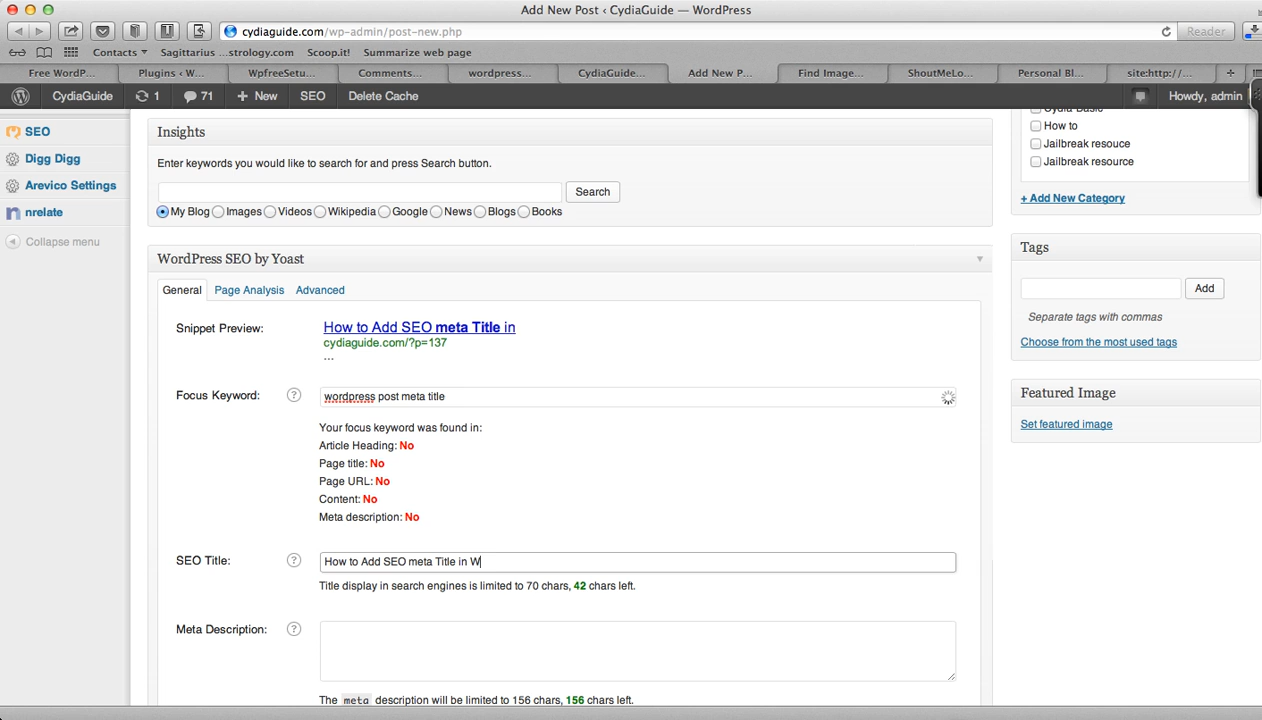 Add New Post ‹ CydiaGuide — WordPress
cydiaguide.com/wp-admin/post-new.php
Reader
Contacts Sagittarius ...strology.com Scoop.it! Summarize web page
Free WordP... Plugins ‹ W... WpfreeSetu... Comments... wordpress... CydiaGuide... Add New P... Find Image... ShoutMeLo... Personal Bl... site:http://...
CydiaGuide 1 71 + New SEO Delete Cache Howdy, admin
SEO
Digg Digg
Arevico Settings
nrelate
Collapse menu
Insights
Enter keywords you would like to search for and press Search button.
Search
My Blog Images Videos Wikipedia Google News Blogs Books
WordPress SEO by Yoast
General Page Analysis Advanced
Snippet Preview:
How to Add SEO meta Title in
cydiaguide.com/?p=137
...
Focus Keyword: ? wordpress post meta title
Your focus keyword was found in:
Article Heading: No
Page title: No
Page URL: No
Content: No
Meta description: No
SEO Title: ? How to Add SEO meta Title in W
Title display in search engines is limited to 70 chars, 42 chars left.
Meta Description: ?
The meta description will be limited to 156 chars, 156 chars left.
Cydia Basic
How to
Jailbreak resouce
Jailbreak resource
+ Add New Category
Tags
Add
Separate tags with commas
Choose from the most used tags
Featured Image
Set featured image